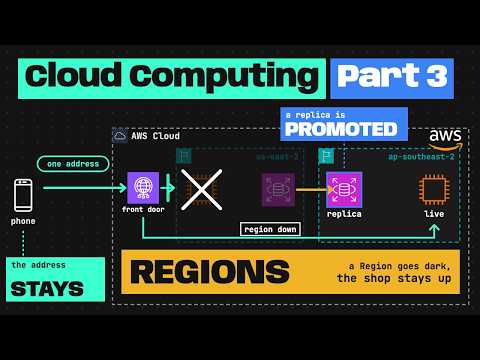 Cloud Computing Part 3
a replica is
PROMOTED
AWS Cloud
aws
one address
us-east-2
ap-southeast-2
phone
front door
replica
live
region down
the address
STAYS
REGIONS
a Region goes dark,
the shop stays up